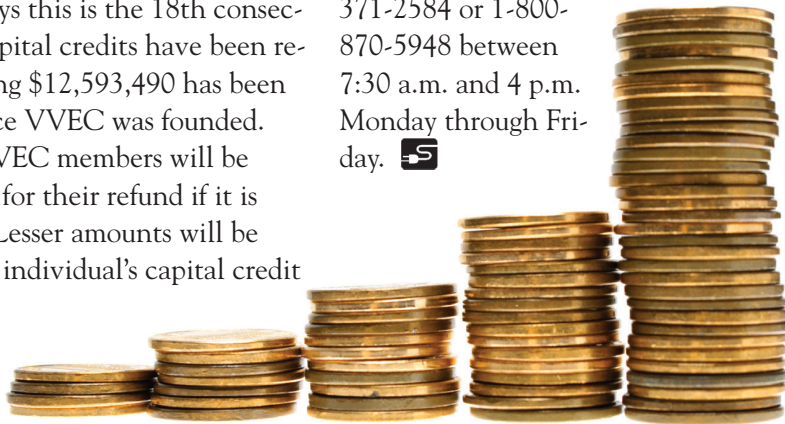 ys this is the 18th consec-
pital credits have been re-
ng $12,593,490 has been
ce VVEC was founded.
VEC members will be
for their refund if it is
Lesser amounts will be
individual's capital credit
371-2584 or 1-800-
870-5948 between
7:30 a.m. and 4 p.m.
Monday through Fri-
day.